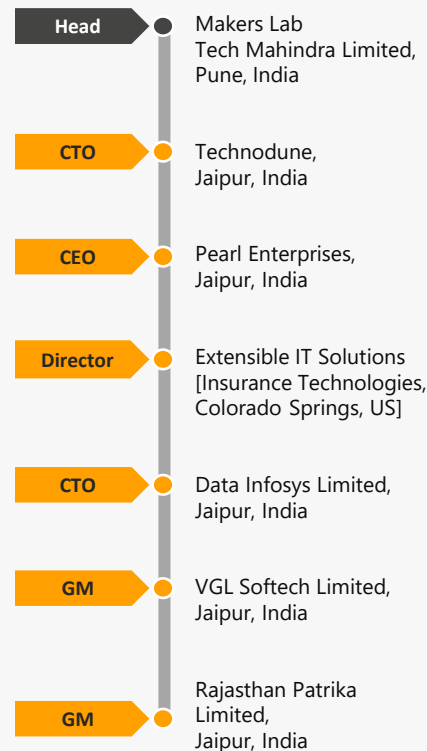 Head
Makers Lab
Tech Mahindra Limited,
Pune, India
CTO
Technodune,
Jaipur, India
CEO
Pearl Enterprises,
Jaipur, India
Director
Extensible IT Solutions
[Insurance Technologies,
Colorado Springs, US]
CTO
Data Infosys Limited,
Jaipur, India
GM
VGL Softech Limited,
Jaipur, India
GM
Rajasthan Patrika
Limited,
Jaipur, India